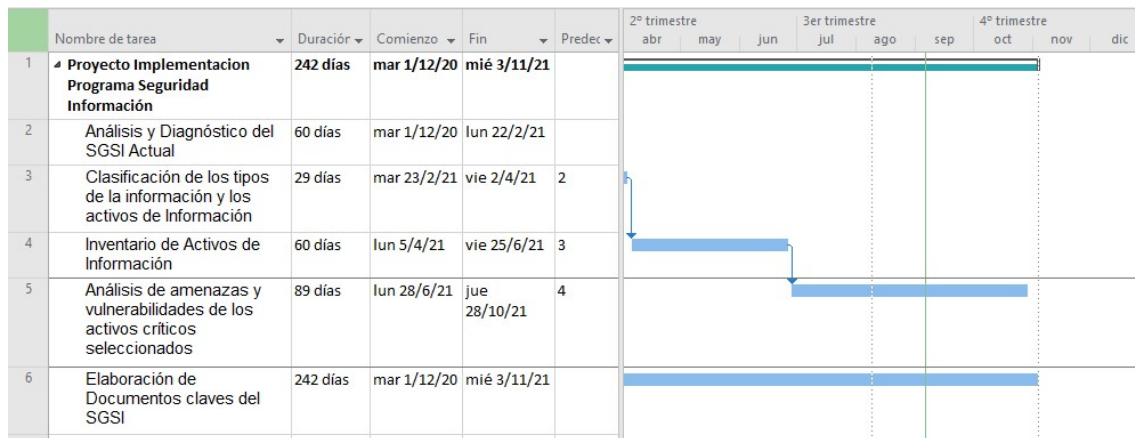 2º trimestre 3er trimestre 4º trimestre
Nombre de tarea Duración Comienzo Fin Predec abr may jun jul ago sep oct nov dic
1 Proyecto Implementacion 242 días mar 1/12/20 mié 3/11/21
Programa Seguridad
Información
2 Análisis y Diagnóstico del 60 días mar 1/12/20 lun 22/2/21
SGSI Actual
3 Clasificación de los tipos 29 días mar 23/2/21 vie 2/4/21 2
de la información y los
activos de Información
4 Inventario de Activos de 60 días lun 5/4/21 vie 25/6/21 3
Información
5 Análisis de amenazas y 89 días lun 28/6/21 jue 4
vulnerabilidades de los 28/10/21
activos críticos
seleccionados
6 Elaboración de 242 días mar 1/12/20 mié 3/11/21
Documentos claves del
SGSI